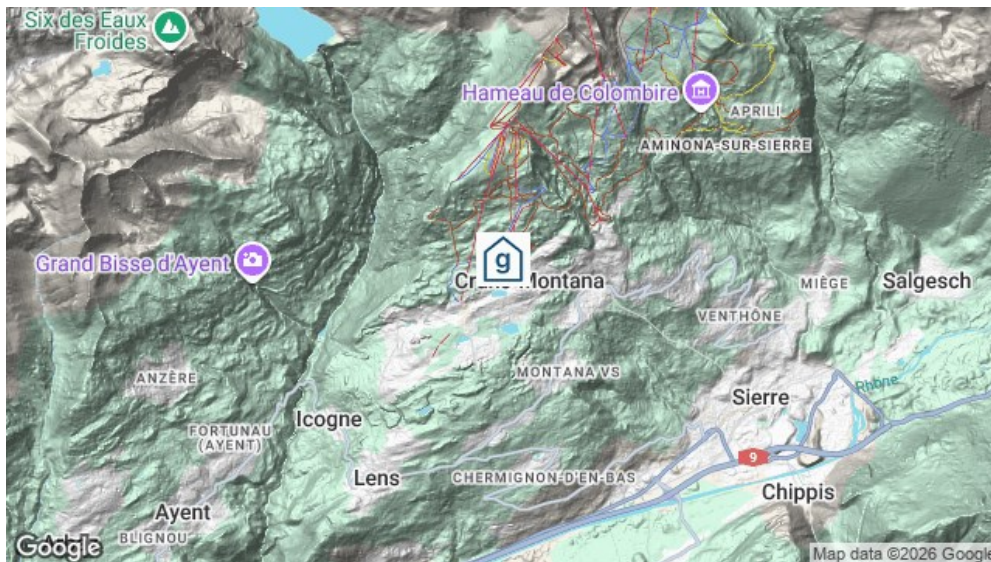 Six des Eaux
Froides
Hameau de Colombire
APRILI
AMINONA-SUR-SIERRE
Grand Bisse d'Ayent
g
Crans-Montana
MIÈGE
Salgesch
VENTHÔNE
ANZÈRE
MONTANA VS
Rhône
Sierre
Icogne
FORTUNAU
(AYENT)
9
Lens
CHERMIGNON-D'EN-BAS
Chippis
Ayent
BLIGNOU
Google
Map data ©2026 Google